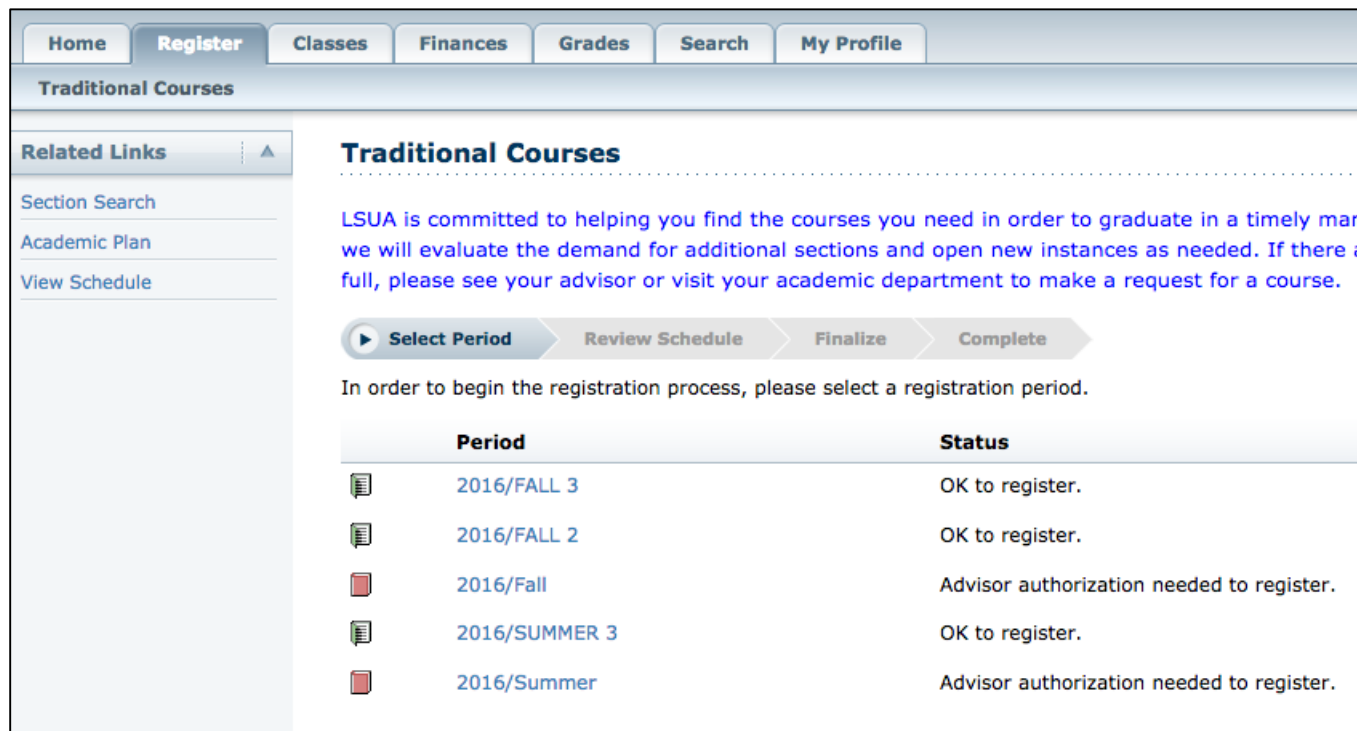 Home Register Classes Finances Grades Search My Profile
Traditional Courses
Related Links
Section Search
Academic Plan
View Schedule
Traditional Courses
LSUA is committed to helping you find the courses you need in order to graduate in a timely
we will evaluate the demand for additional sections and open new instances as needed. If there
full, please see your advisor or visit your academic department to make a request for a course.
Select Period Review Schedule Finalize Complete
In order to begin the registration process, please select a registration period.
Period Status
2016/FALL 3 OK to register.
2016/FALL 2 OK to register.
2016/Fall Advisor authorization needed to register.
2016/SUMMER 3 OK to register.
2016/Summer Advisor authorization needed to register.